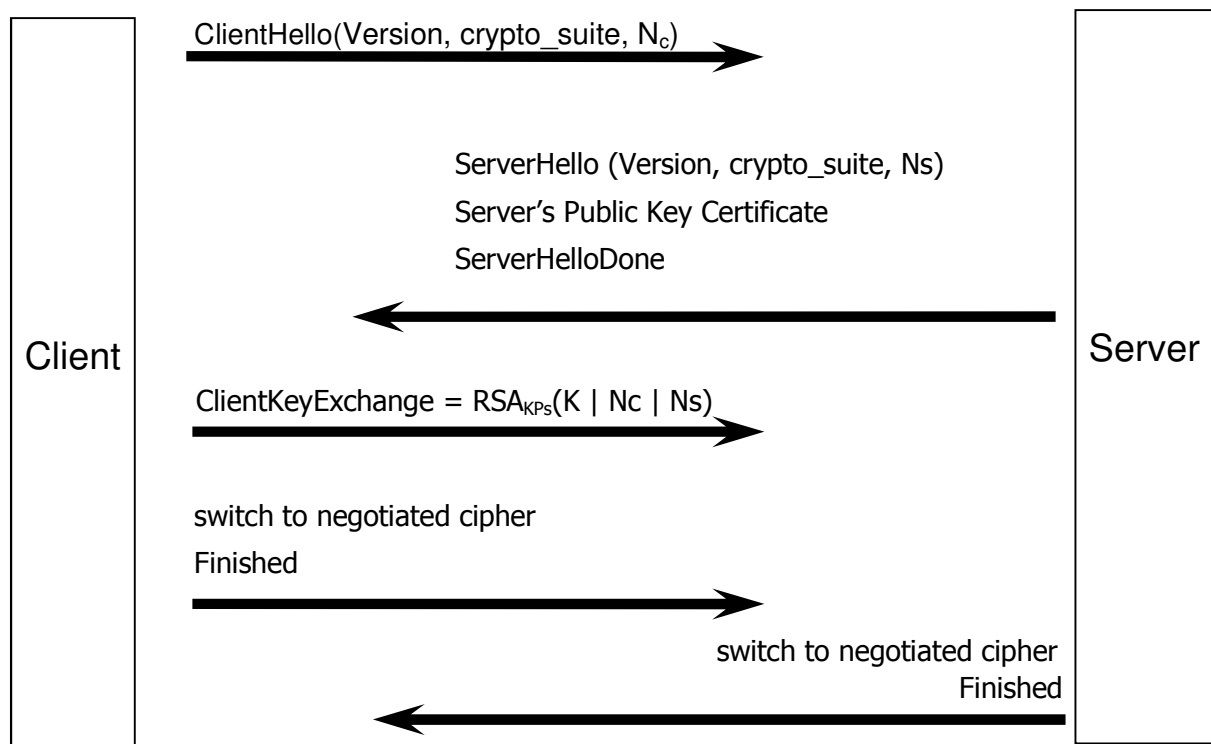 ClientHello(Version, crypto_suite, Nc)
ServerHello (Version, crypto_suite, Ns)
Server’s Public Key Certificate
ServerHelloDone
Client
Server
ClientKeyExchange = RSAKPs(K | Nc | Ns)
switch to negotiated cipher
Finished
switch to negotiated cipher
Finished